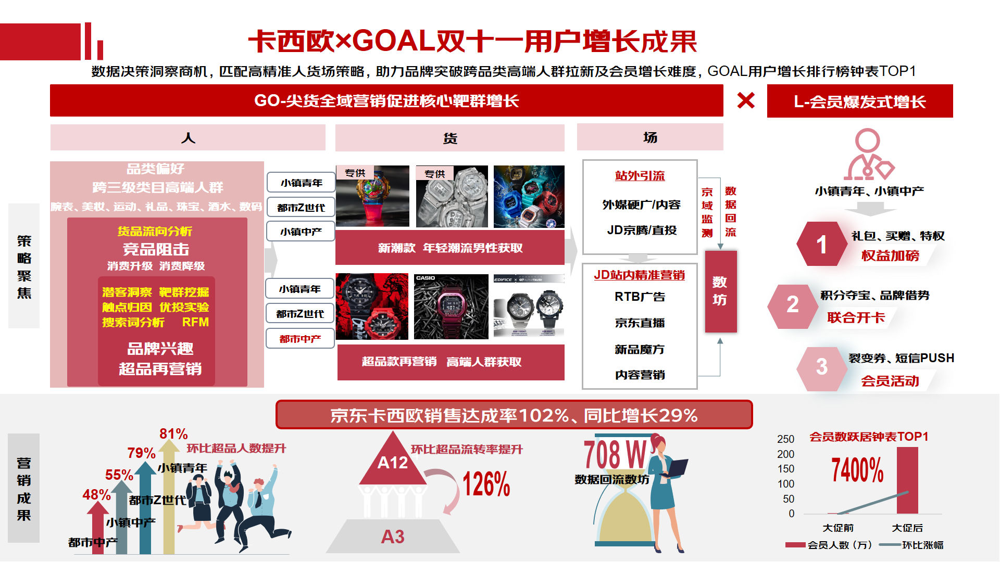 卡西欧×GOAL双十一用户增长成果
数据决策洞察商机，匹配高精准人货场策略，助力品牌突破跨品类高端人群拉新及会员增长难度，GOAL用户增长排行榜钟表TOP1
GO-尖货全域营销促进核心靶群增长
×
L-会员爆发式增长
人
货
场
策略聚焦
品类偏好
跨三级类目高端人群
腕表、美妆、运动、礼品、珠宝、酒水、数码
货品流向分析
竞品阻击
消费升级 消费降级
潜客洞察 靶群挖掘
触点归因 优投实验
搜索词分析 RFM
品牌兴趣
超品再营销
小镇青年
都市Z世代
小镇中产
小镇青年
都市Z世代
都市中产
专供
专供
新潮款 年轻潮流男性获取
CASIO
EDIFICE × ALPHATAURI
超品款再营销 高端人群获取
站外引流
外媒硬广/内容
JD京腾/直投
JD站内精准营销
RTB广告
京东直播
新品魔方
内容营销
京域监测
数据回流
数坊
小镇青年、小镇中产
1
礼包、买赠、特权
权益加磅
2
积分夺宝、品牌借势
联合开卡
3
裂变券、短信PUSH
会员活动
营销成果
京东卡西欧销售达成率102%、同比增长29%
48%
55%
79%
81%
都市中产
小镇中产
都市Z世代
小镇青年
环比超品人数提升
A12
A3
环比超品流转率提升
126%
708 W
数据回流数坊
会员数跃居钟表TOP1
7400%
250
200
150
100
50
0
大促前
大促后
会员人数（万）
环比涨幅